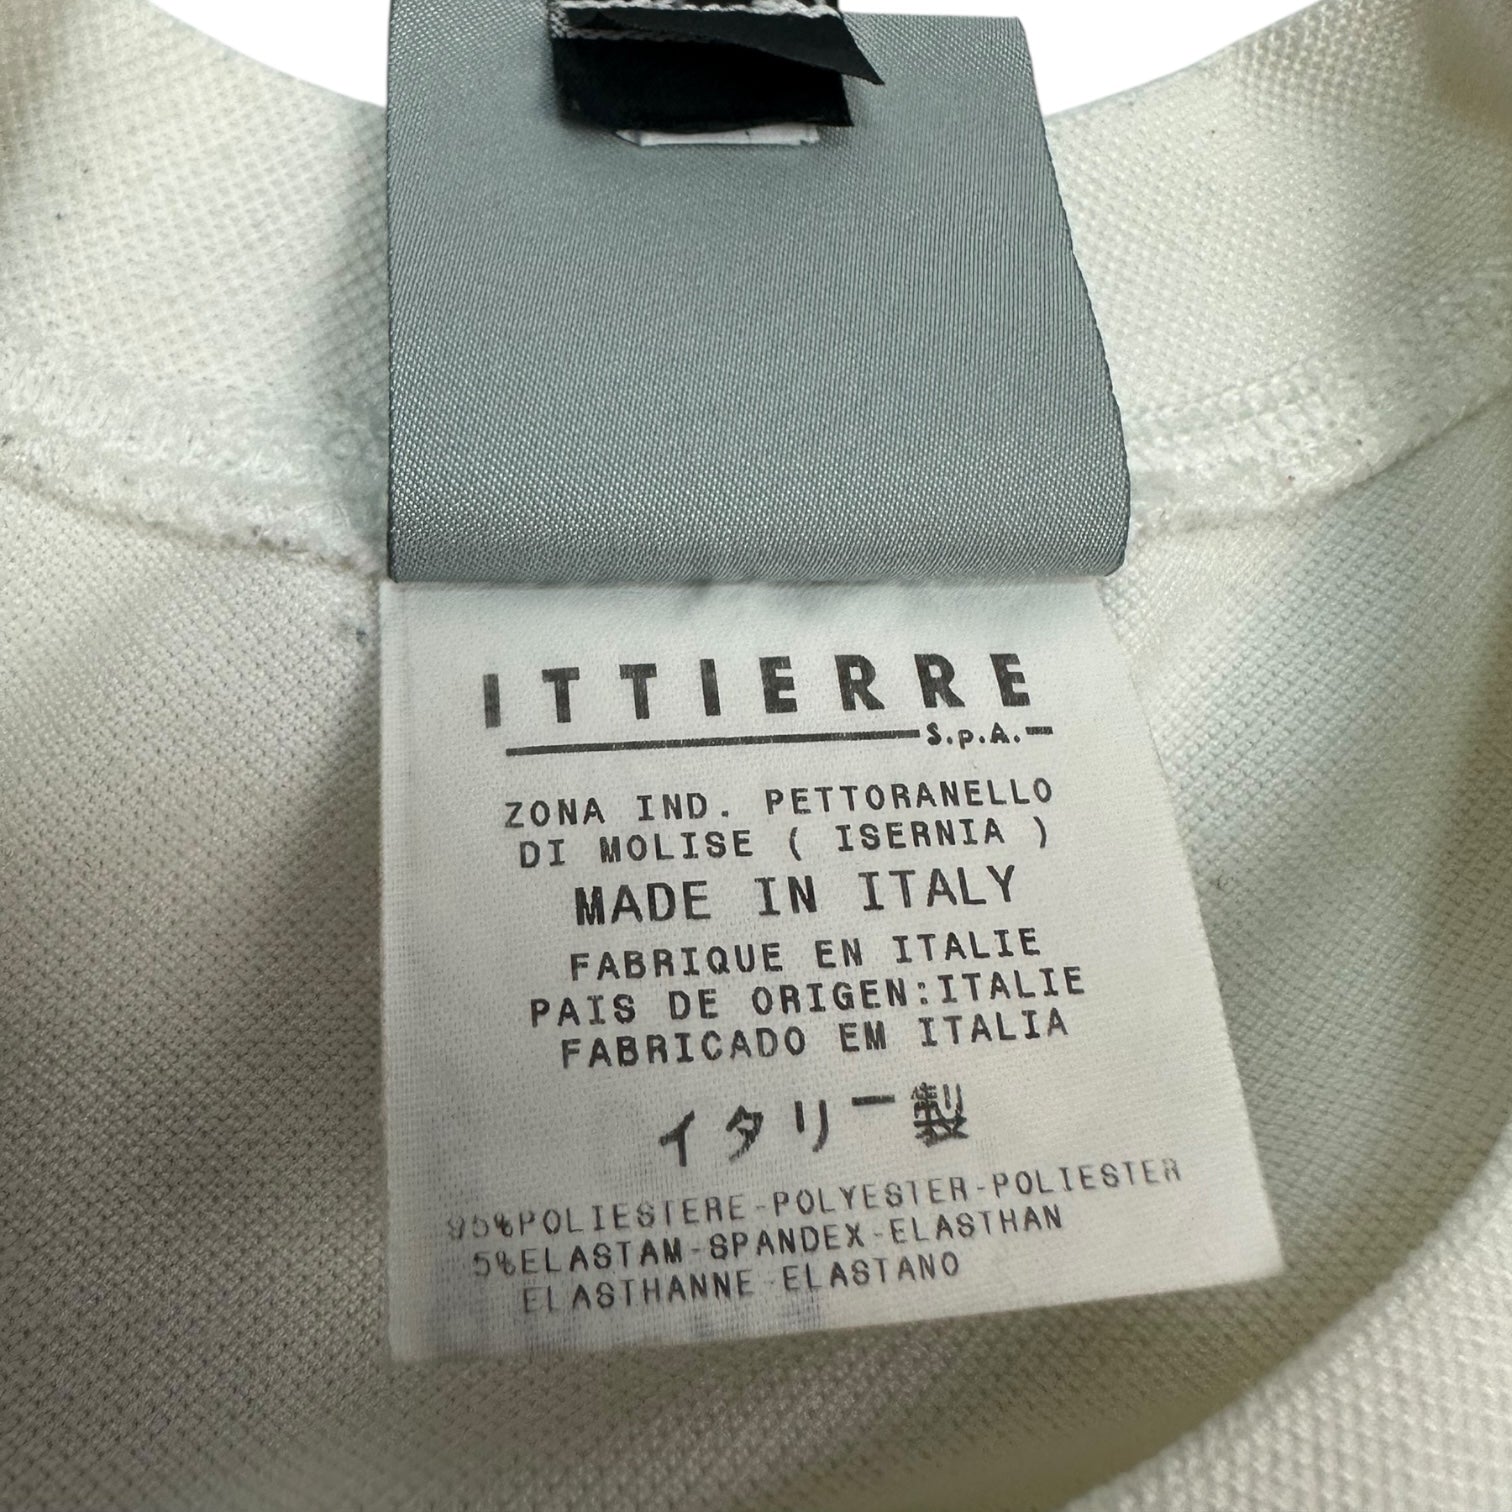 ITTIERRE
S.p.A.
ZONA IND. PETTORANELLO
DI MOLISE ( ISERNIA )
MADE IN ITALY
FABRIQUE EN ITALIE
PAIS DE ORIGEN:ITALIE
FABRICADO EM ITALIA
イタリー製
95%POLIESTERE-POLYESTER-POLIESTER
5%ELASTAM-SPANDEX-ELASTHAN
ELASTHANNE-ELASTANO